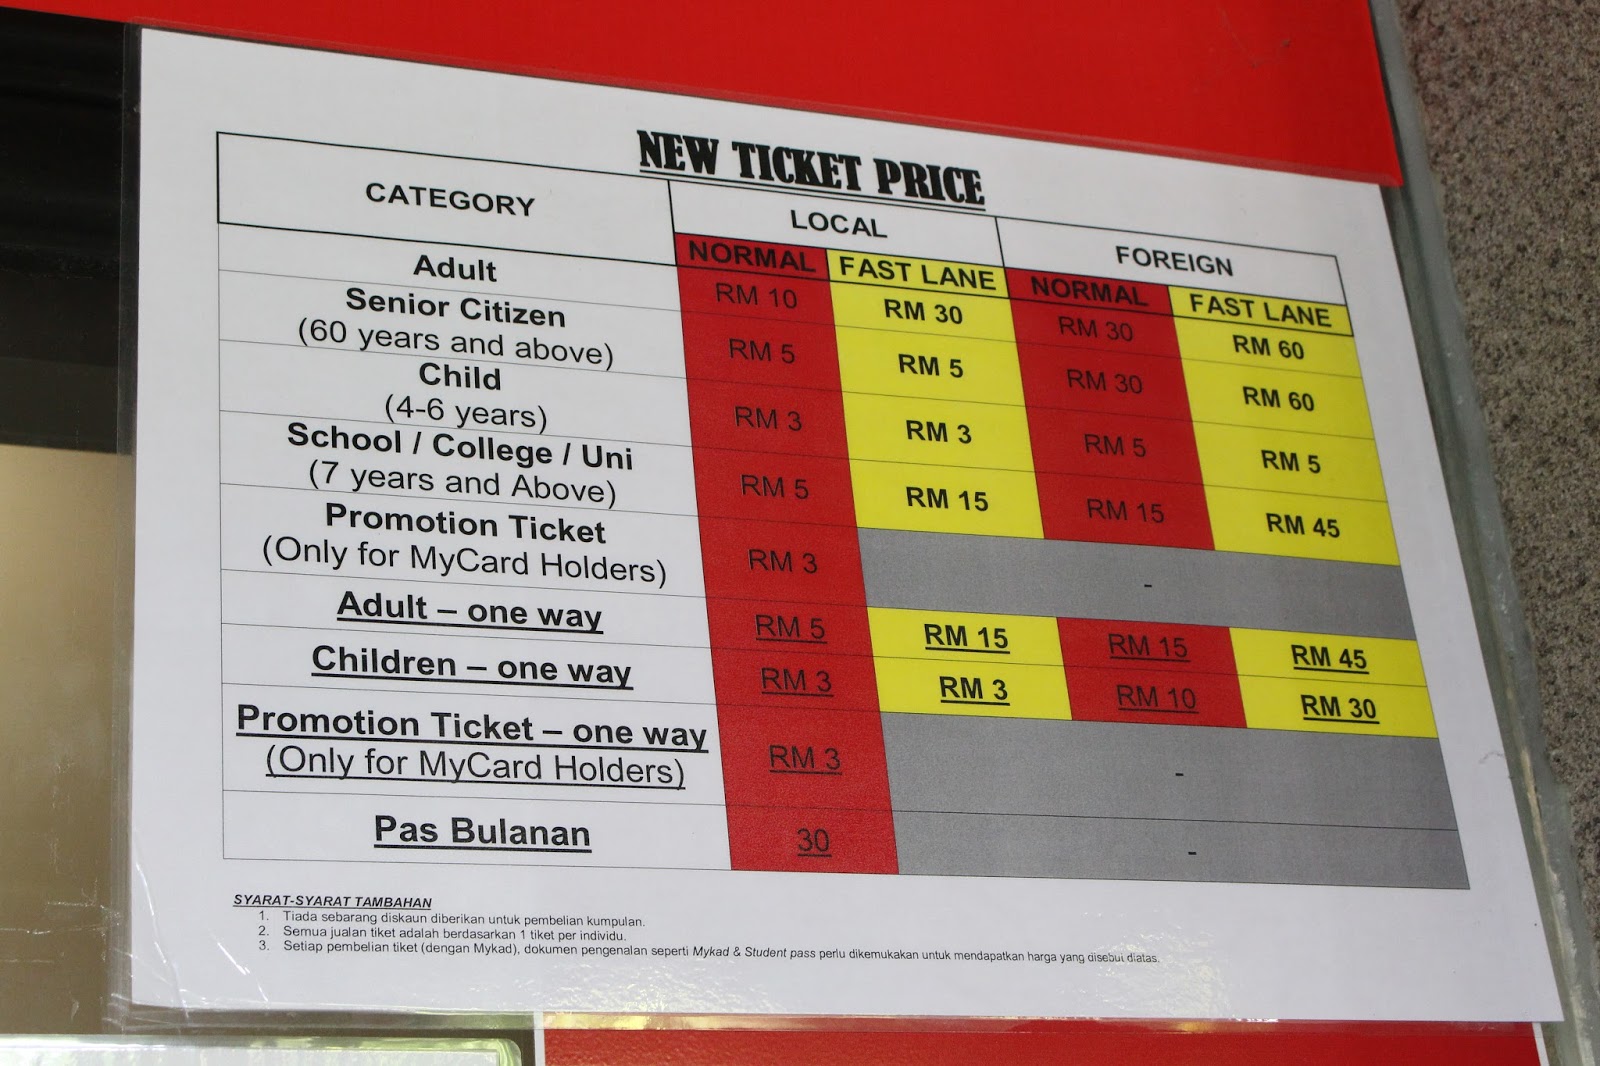 NEW TICKET PRICE
CATEGORY LOCAL FOREIGN
NORMAL FAST LANE NORMAL FAST LANE
Adult RM 10 RM 30 RM 30 RM 60
Senior Citizen
(60 years and above) RM 5 RM 5 RM 30 RM 60
Child
(4-6 years) RM 3 RM 3 RM 5 RM 5
School / College / Uni
(7 years and Above) RM 5 RM 15 RM 15 RM 45
Promotion Ticket
(Only for MyCard Holders) RM 3 -
Adult – one way RM 5 RM 15 RM 15 RM 45
Children – one way RM 3 RM 3 RM 10 RM 30
Promotion Ticket – one way
(Only for MyCard Holders) RM 3 -
Pas Bulanan 30 -
SYARAT-SYARAT TAMBAHAN
1. Tiada sebarang diskaun diberikan untuk pembelian kumpulan.
2. Semua jualan tiket adalah berdasarkan 1 tiket per individu.
3. Setiap pembelian tiket (dengan Mykad), dokumen pengenalan seperti Mykad & Student pass perlu dikemukakan untuk mendapatkan harga yang disebut diatas.